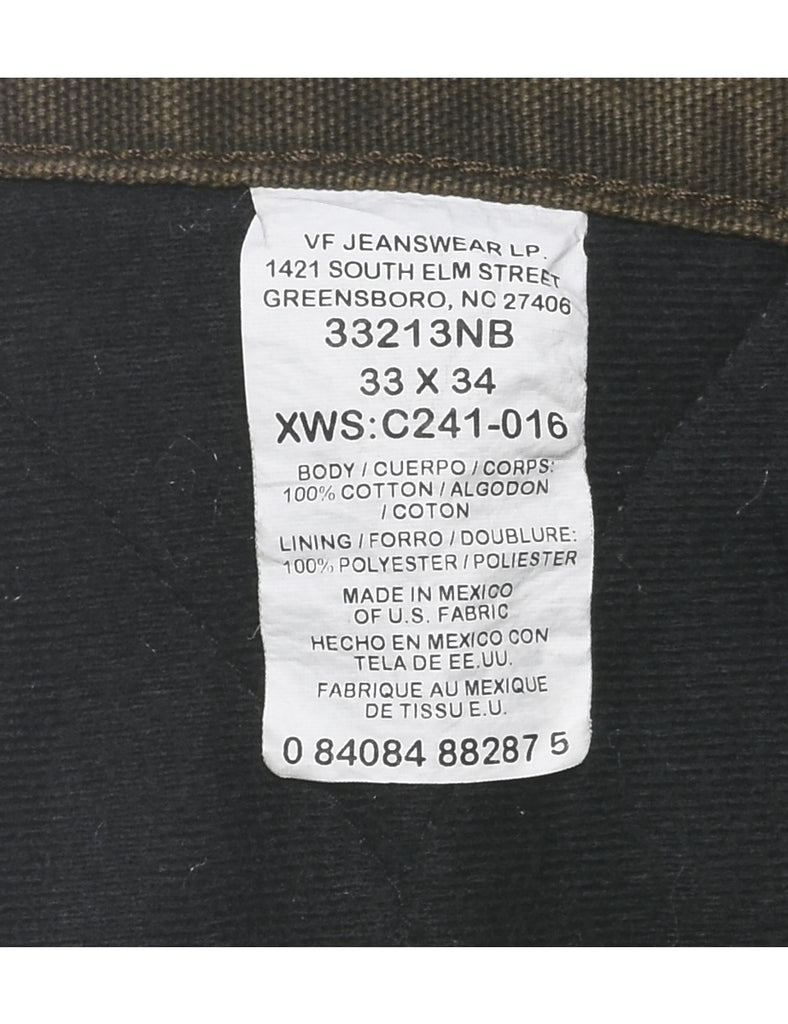 VF JEANSWEAR LP.
1421 SOUTH ELM STREET
GREENSBORO, NC 27406
33213NB
33 X 34
XWS:C241-016
BODY / CUERPO / CORPS:
100% COTTON / ALGODON
/ COTON
LINING / FORRO / DOUBLURE:
100% POLYESTER / POLIESTER
MADE IN MEXICO
OF U.S. FABRIC
HECHO EN MEXICO CON
TELA DE EE.UU.
FABRIQUE AU MEXIQUE
DE TISSU E.U.
0 84084 88287 5